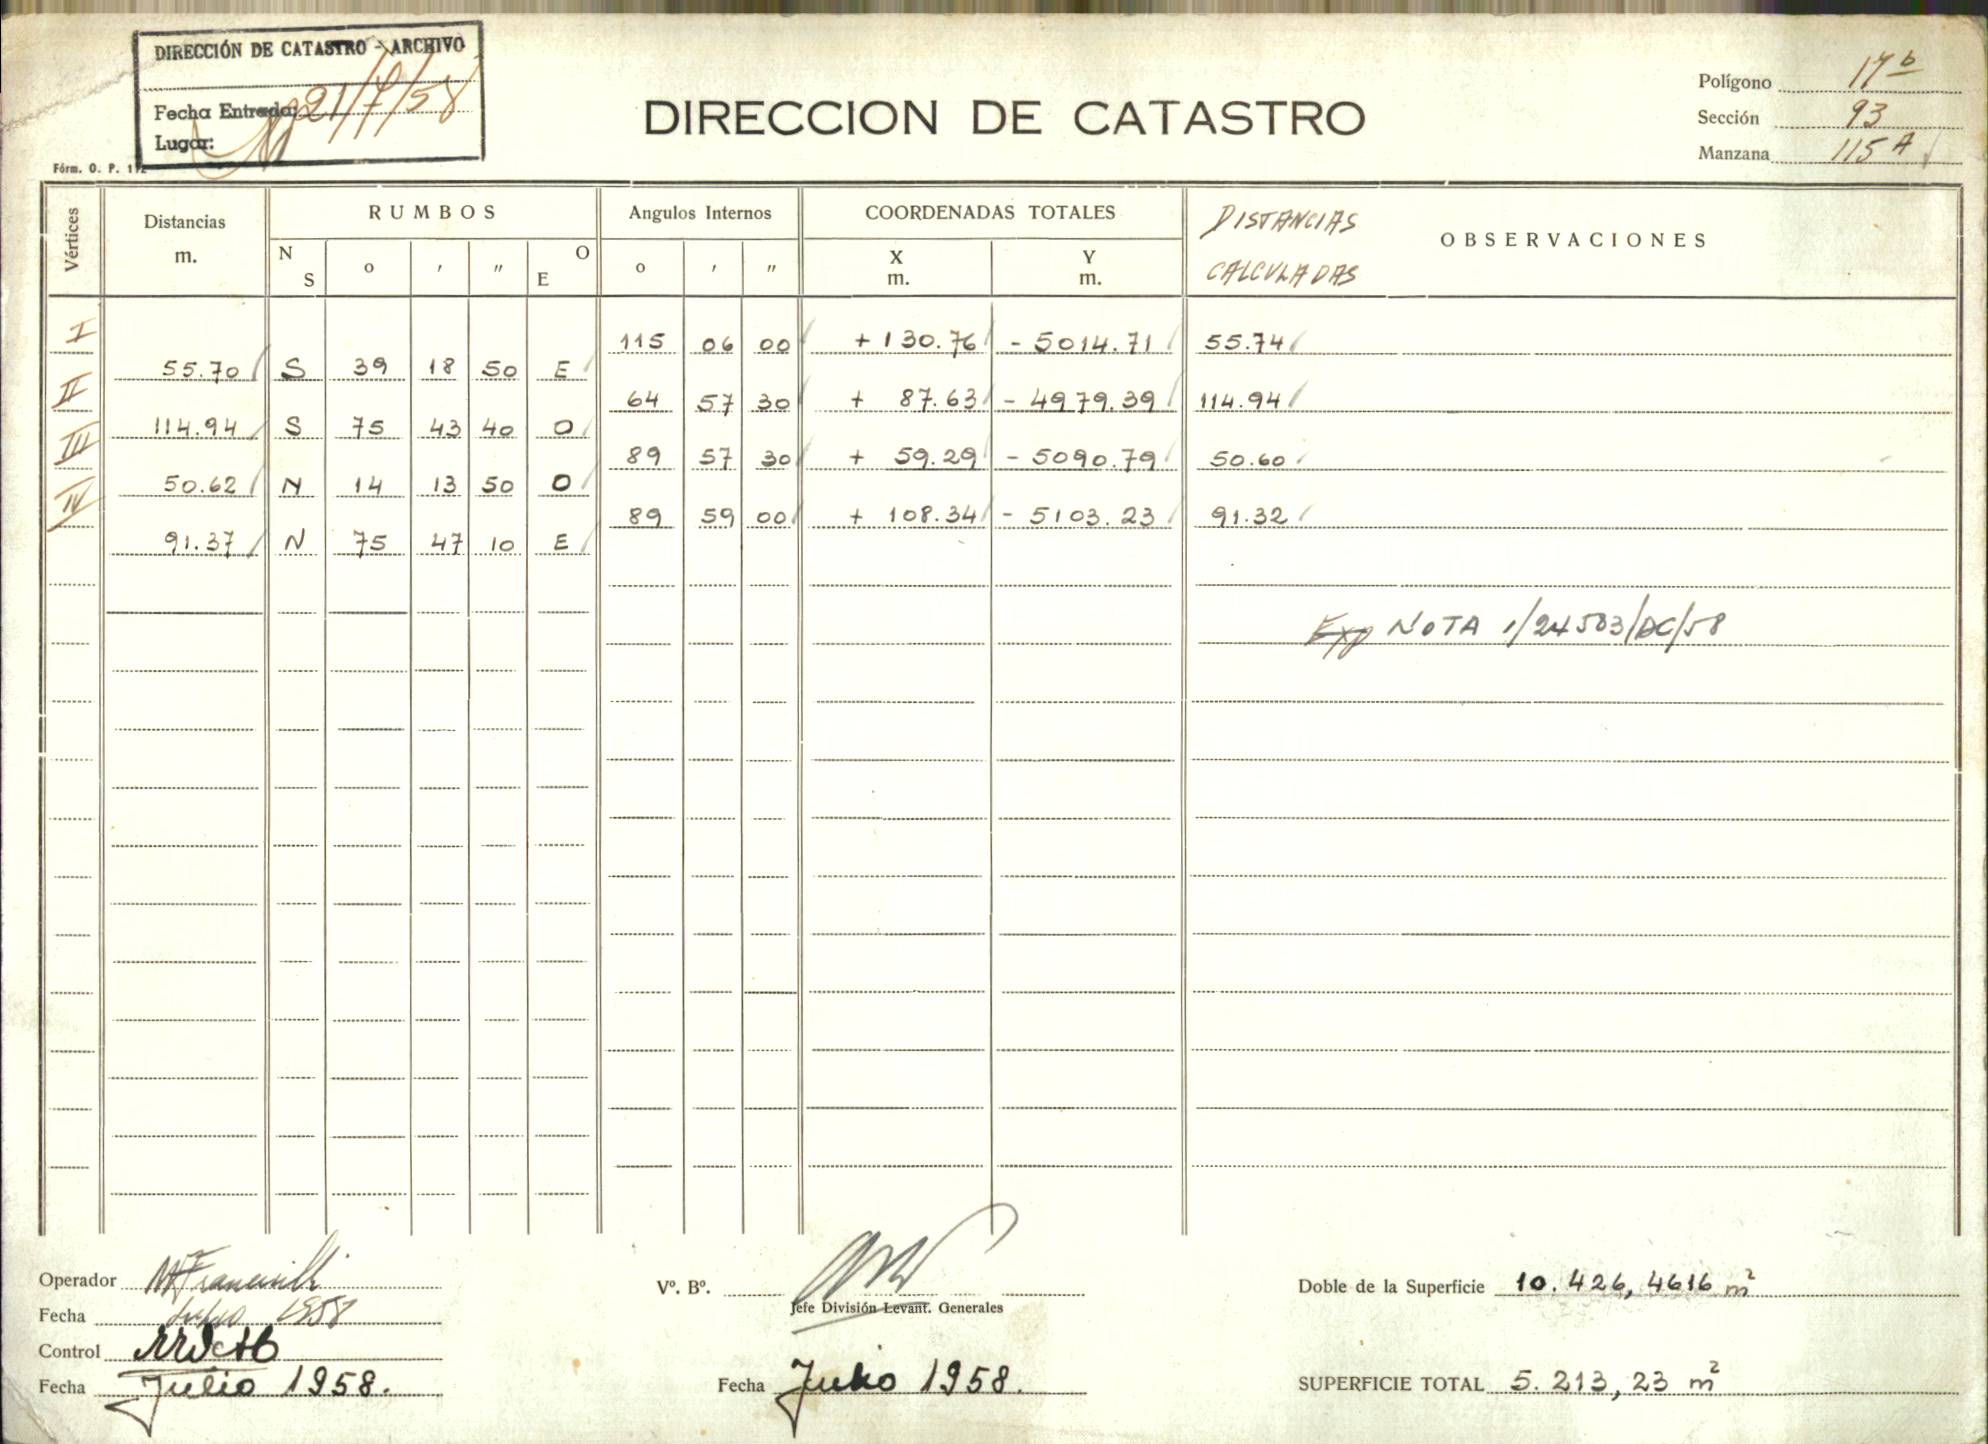 DIRECCIÓN DE CATASTRO - ARCHIVO
Fecha Entrada: 21/7/58
Lugar:
Fórm. O. P. 112
DIRECCION DE CATASTRO
Polígono 17 b
Sección 93
Manzana 115 A
Vértices Distancias m. RUMBOS N S o ' " O E Angulos Internos o ' " COORDENADAS TOTALES X m. Y m. DISTANCIAS CALCULADAS OBSERVACIONES
I 115 06 00 + 130.76 - 5014.71 55.74
55.70 S 39 18 50 E
II 64 57 30 + 87.63 - 4979.39 114.94
114.94 S 75 43 40 O
III 89 57 30 + 59.29 - 5090.79 50.60
50.62 N 14 13 50 O
IV 89 59 00 + 108.34 - 5103.23 91.32
91.37 N 75 47 10 E
Exp NOTA 1/24503/DC/58
Operador
Fecha Julio 1958
Control
Fecha Julio 1958.
Vº. Bº.
Jefe División Levant. Generales
Fecha Julio 1958.
Doble de la Superficie 10.426,4616 m²
SUPERFICIE TOTAL 5.213,23 m²